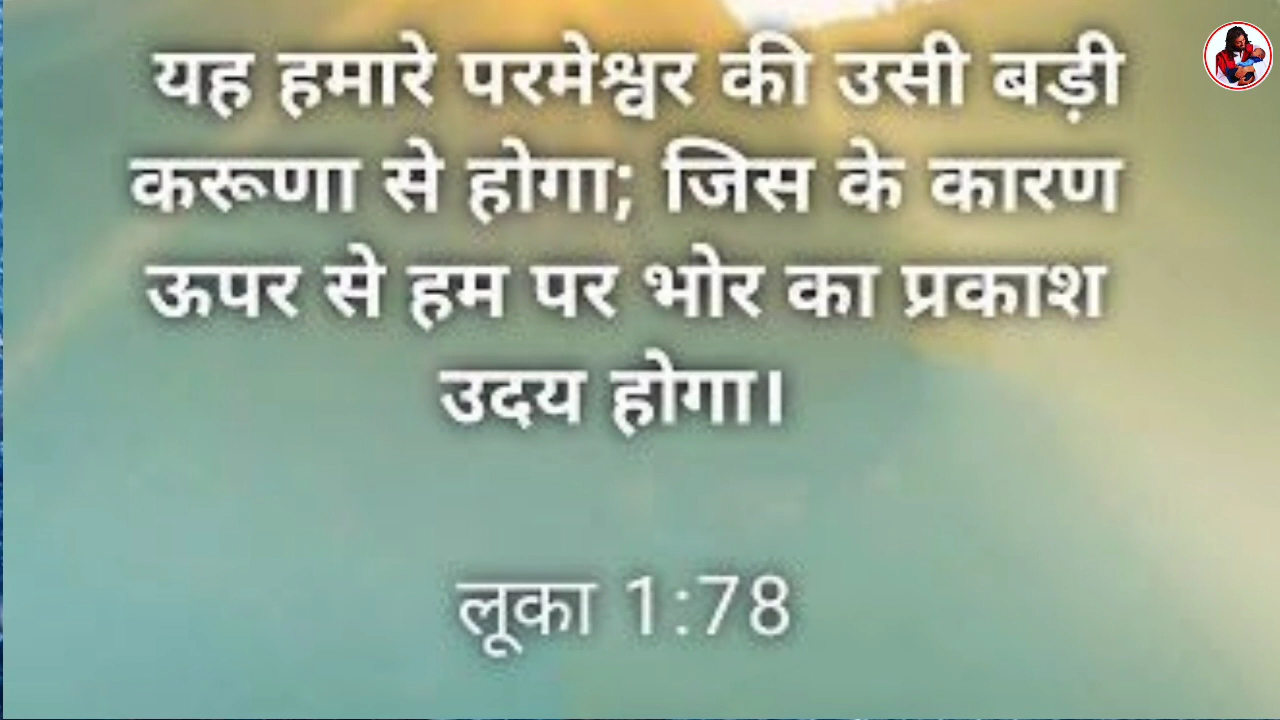 यह हमारे परमेश्वर की उसी बड़ी
करूणा से होगा; जिस के कारण
ऊपर से हम पर भोर का प्रकाश
उदय होगा।
लूका 1:78